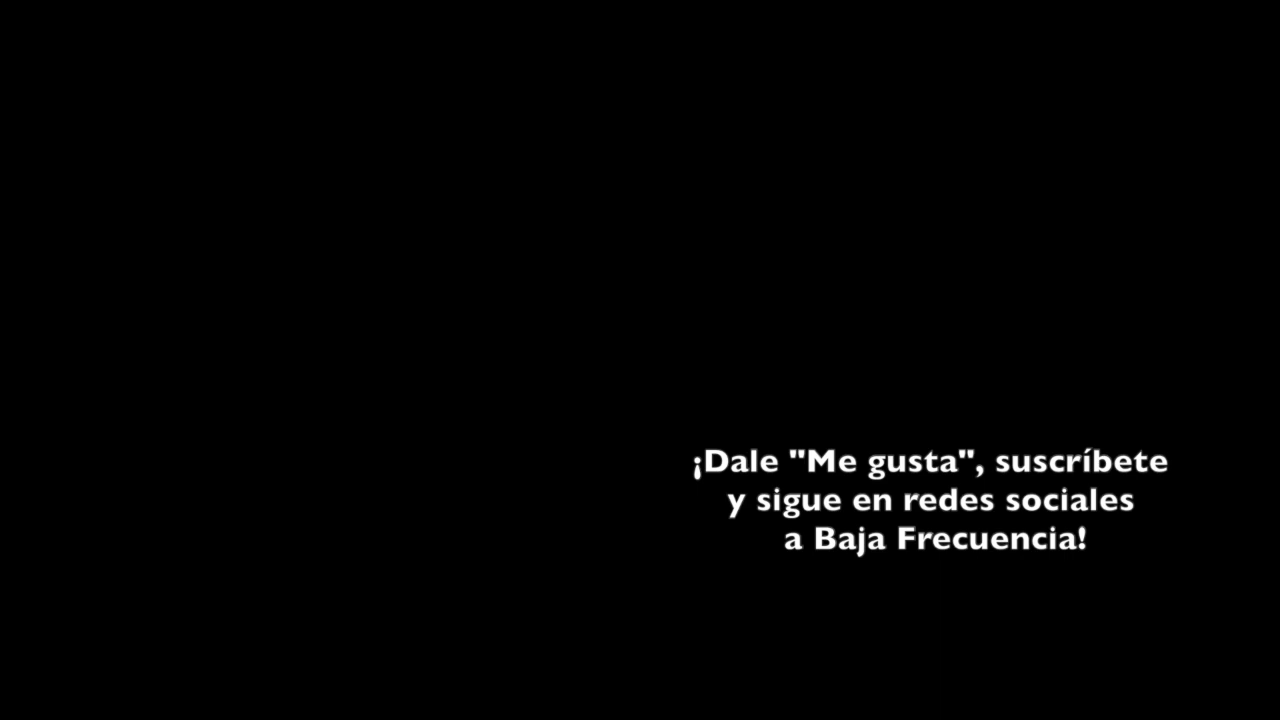 ¡Dale "Me gusta", suscríbete
y sigue en redes sociales
a Baja Frecuencia!